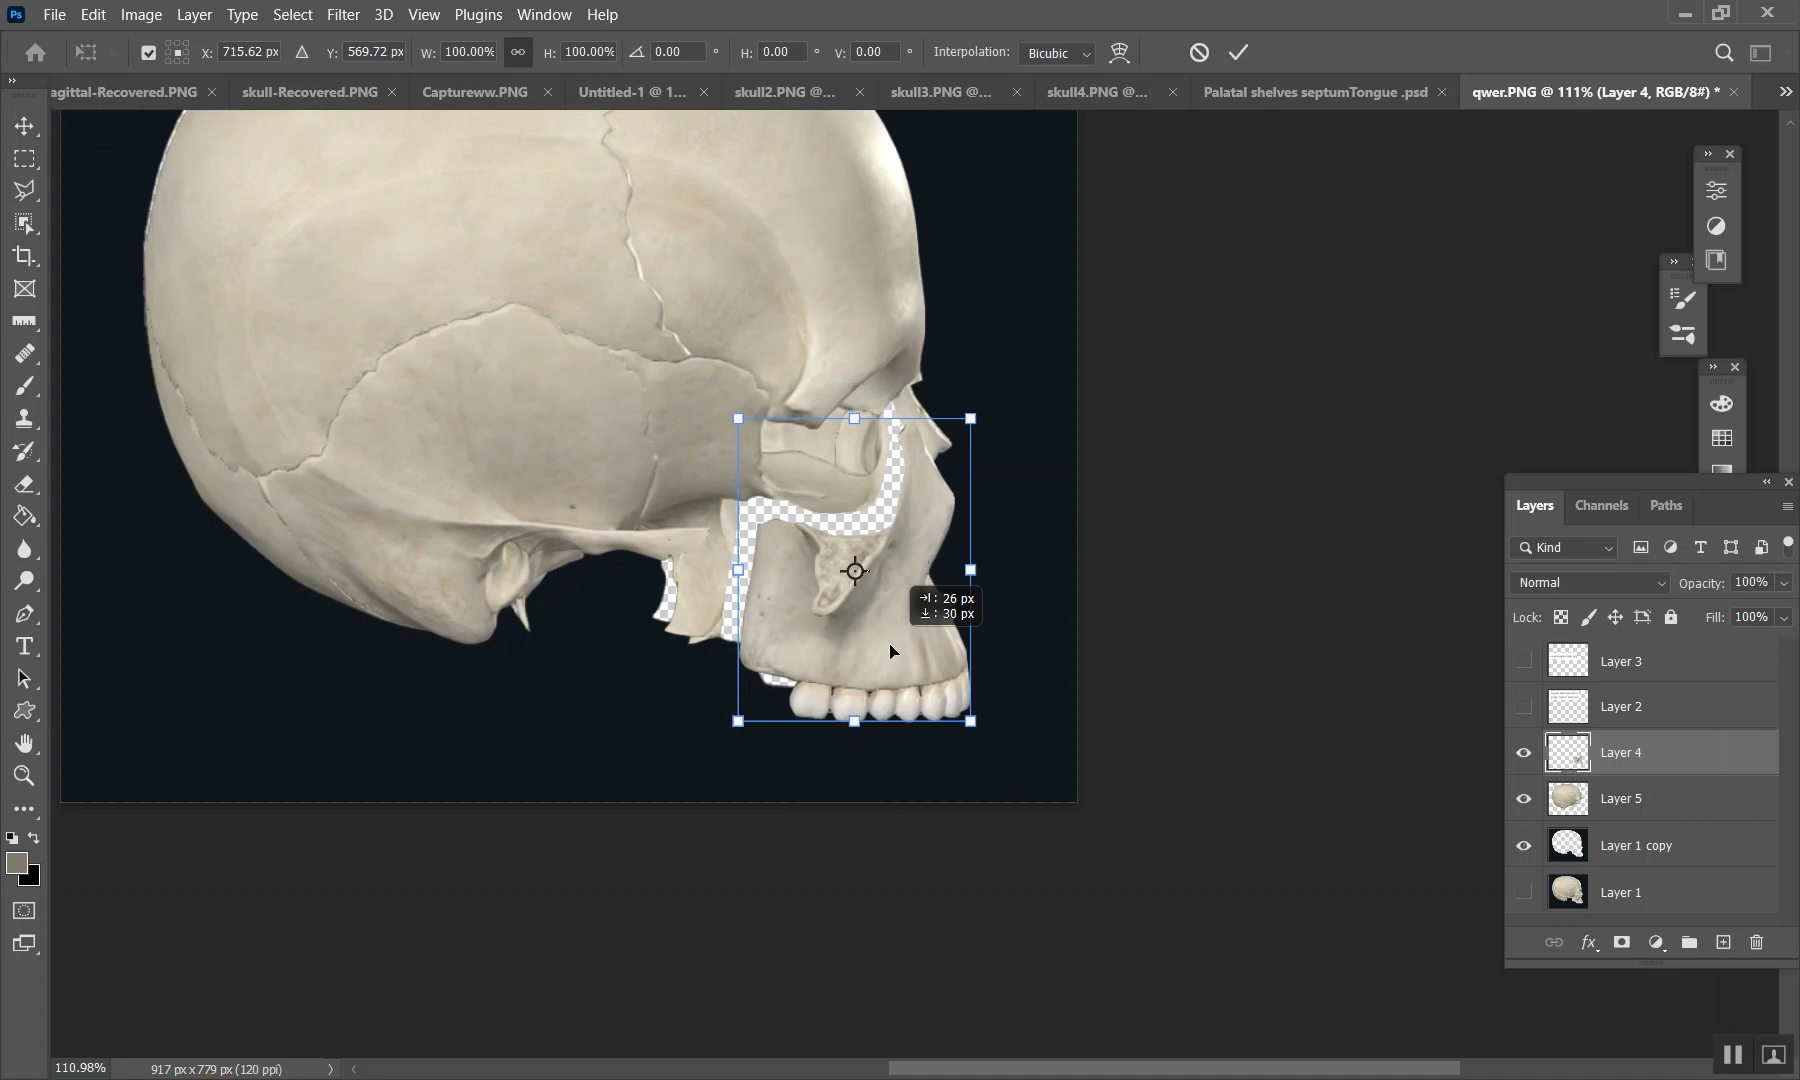 Ps File Edit Image Layer Type Select Filter 3D View Plugins Window Help
X: 715.62 px Δ Y: 569.72 px W: 100.00% H: 100.00% 0.00 ° H: 0.00 ° V: 0.00 ° Interpolation: Bicubic
agittal-Recovered.PNG × skull-Recovered.PNG × Captureww.PNG × Untitled-1 @ 1... × skull2.PNG @... × skull3.PNG @... × skull4.PNG @... × Palatal shelves septumTongue .psd × qwer.PNG @ 111% (Layer 4, RGB/8#) * ×
: 26 px
: 30 px
Layers Channels Paths
Kind
Normal Opacity: 100%
Lock: Fill: 100%
Layer 3
Layer 2
Layer 4
Layer 5
Layer 1 copy
Layer 1
fx
110.98% 917 px x 779 px (120 ppi)